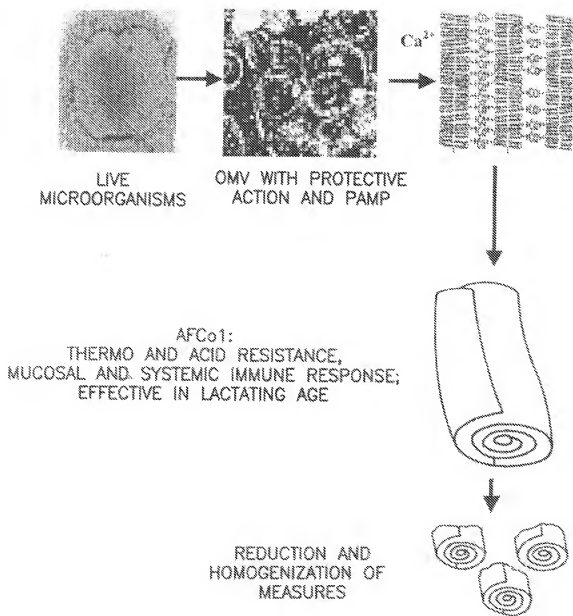 Ca²⁺
LIVE
MICROORGANISMS
OMV WITH PROTECTIVE
ACTION AND PAMP
AFCo1:
THERMO AND ACID RESISTANCE,
MUCOSAL AND SYSTEMIC IMMUNE RESPONSE;
EFFECTIVE IN LACTATING AGE
REDUCTION AND
HOMOGENIZATION OF
MEASURES